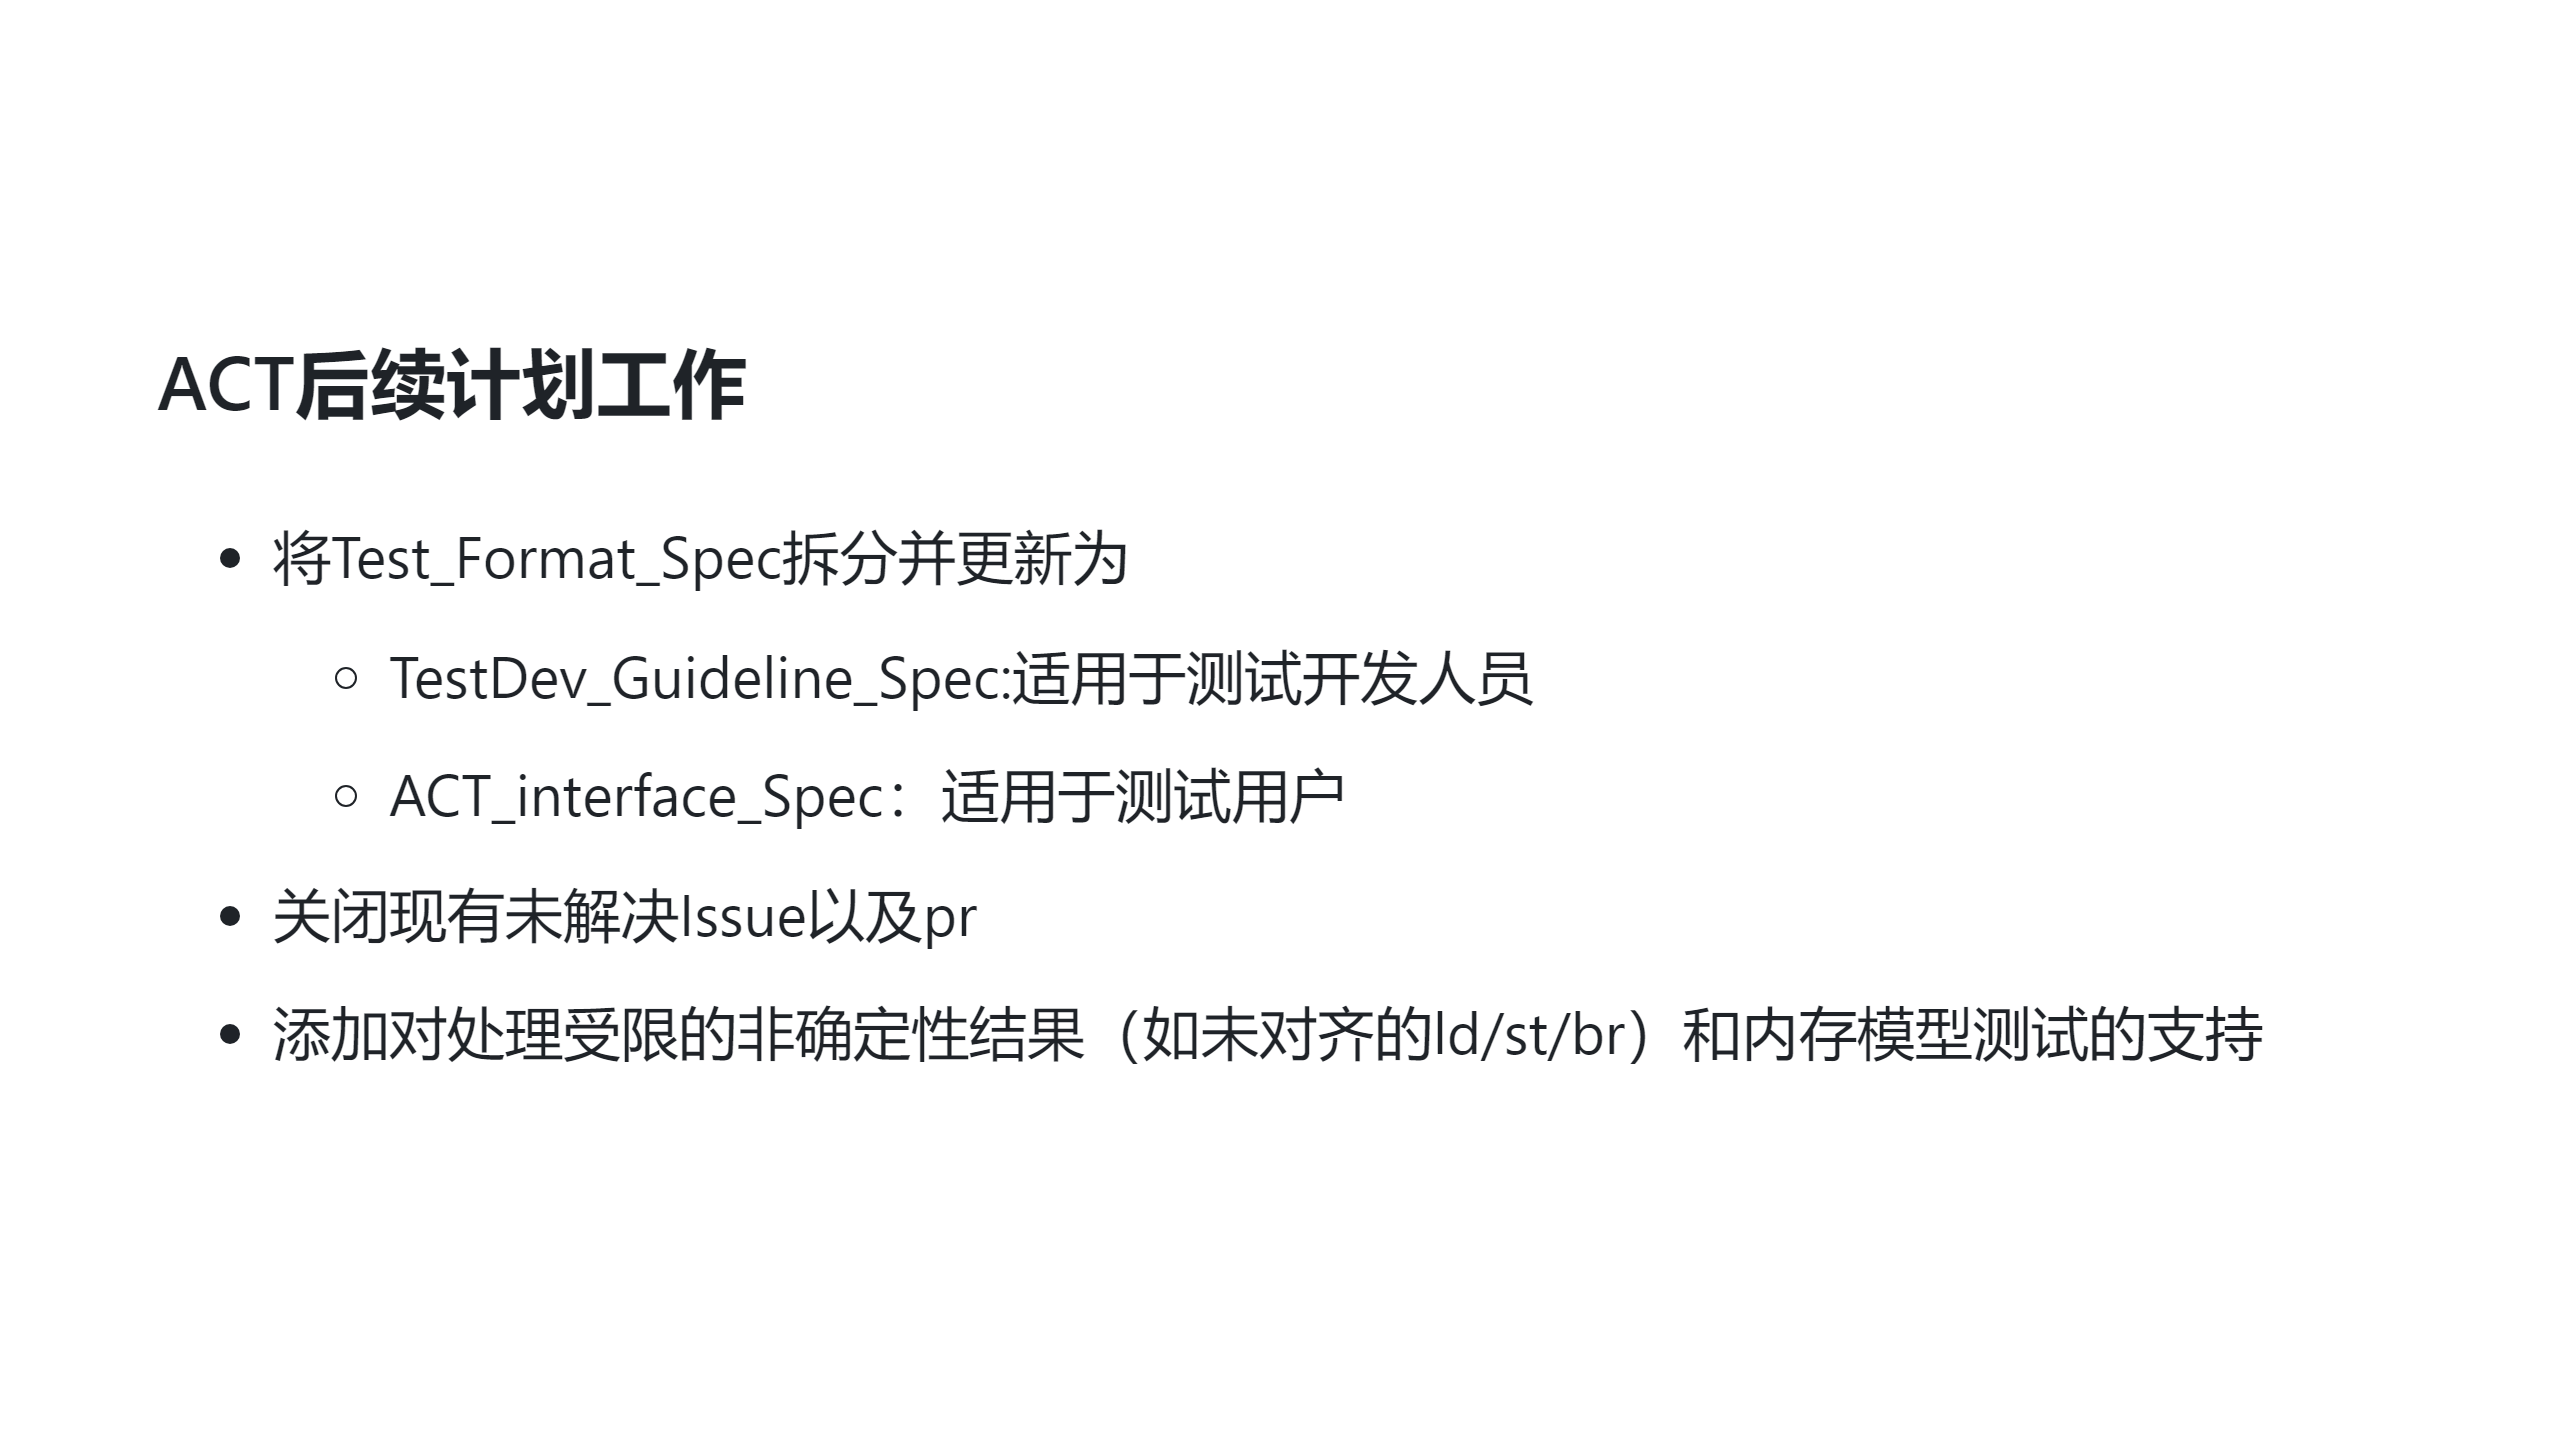 ACT后续计划工作
将Test_Format_Spec拆分并更新为
TestDev_Guideline_Spec:适用于测试开发人员
ACT_interface_Spec：适用于测试用户
关闭现有未解决Issue以及pr
添加对处理受限的非确定性结果（如未对齐的ld/st/br）和内存模型测试的支持